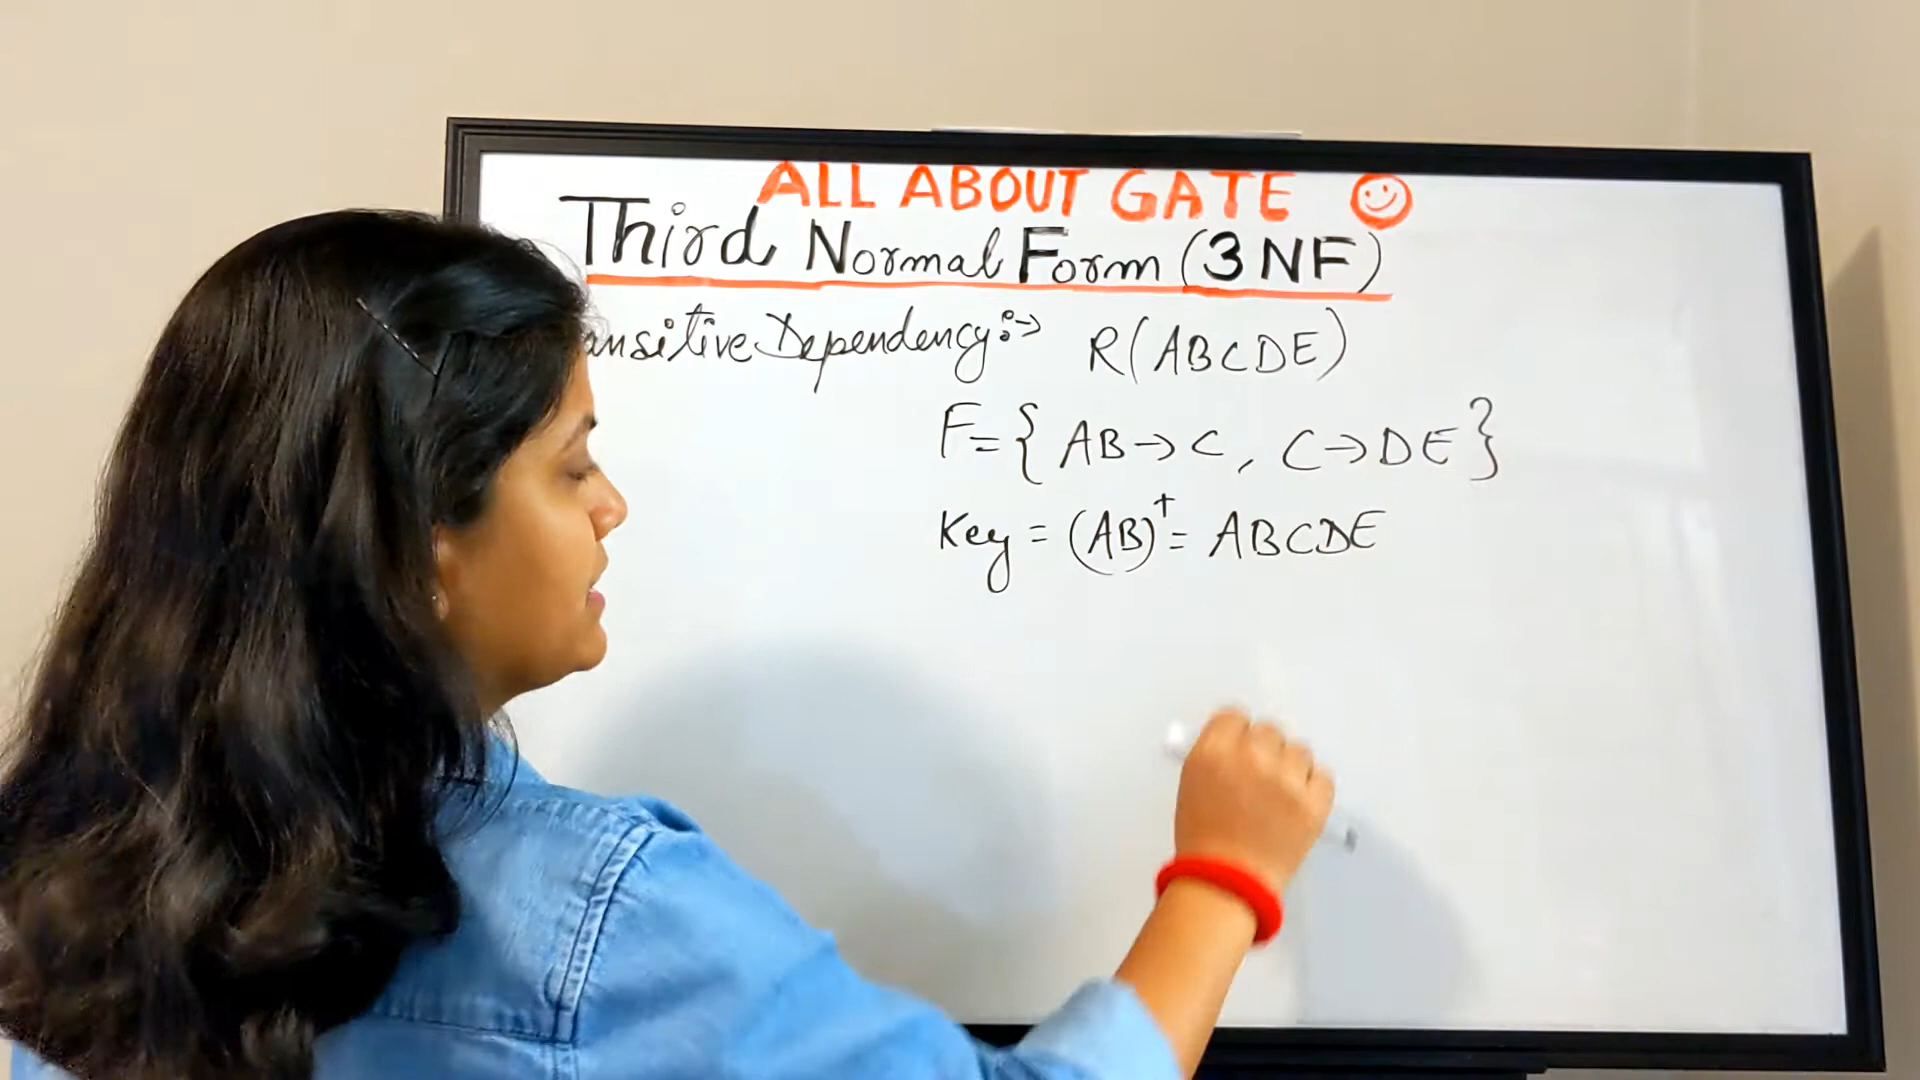 ALL ABOUT GATE
Third Normal Form (3NF)
ansitive Dependency:→ R(ABCDE)
F={ AB→C, C→DE}
Key = (AB)⁺= ABCDE